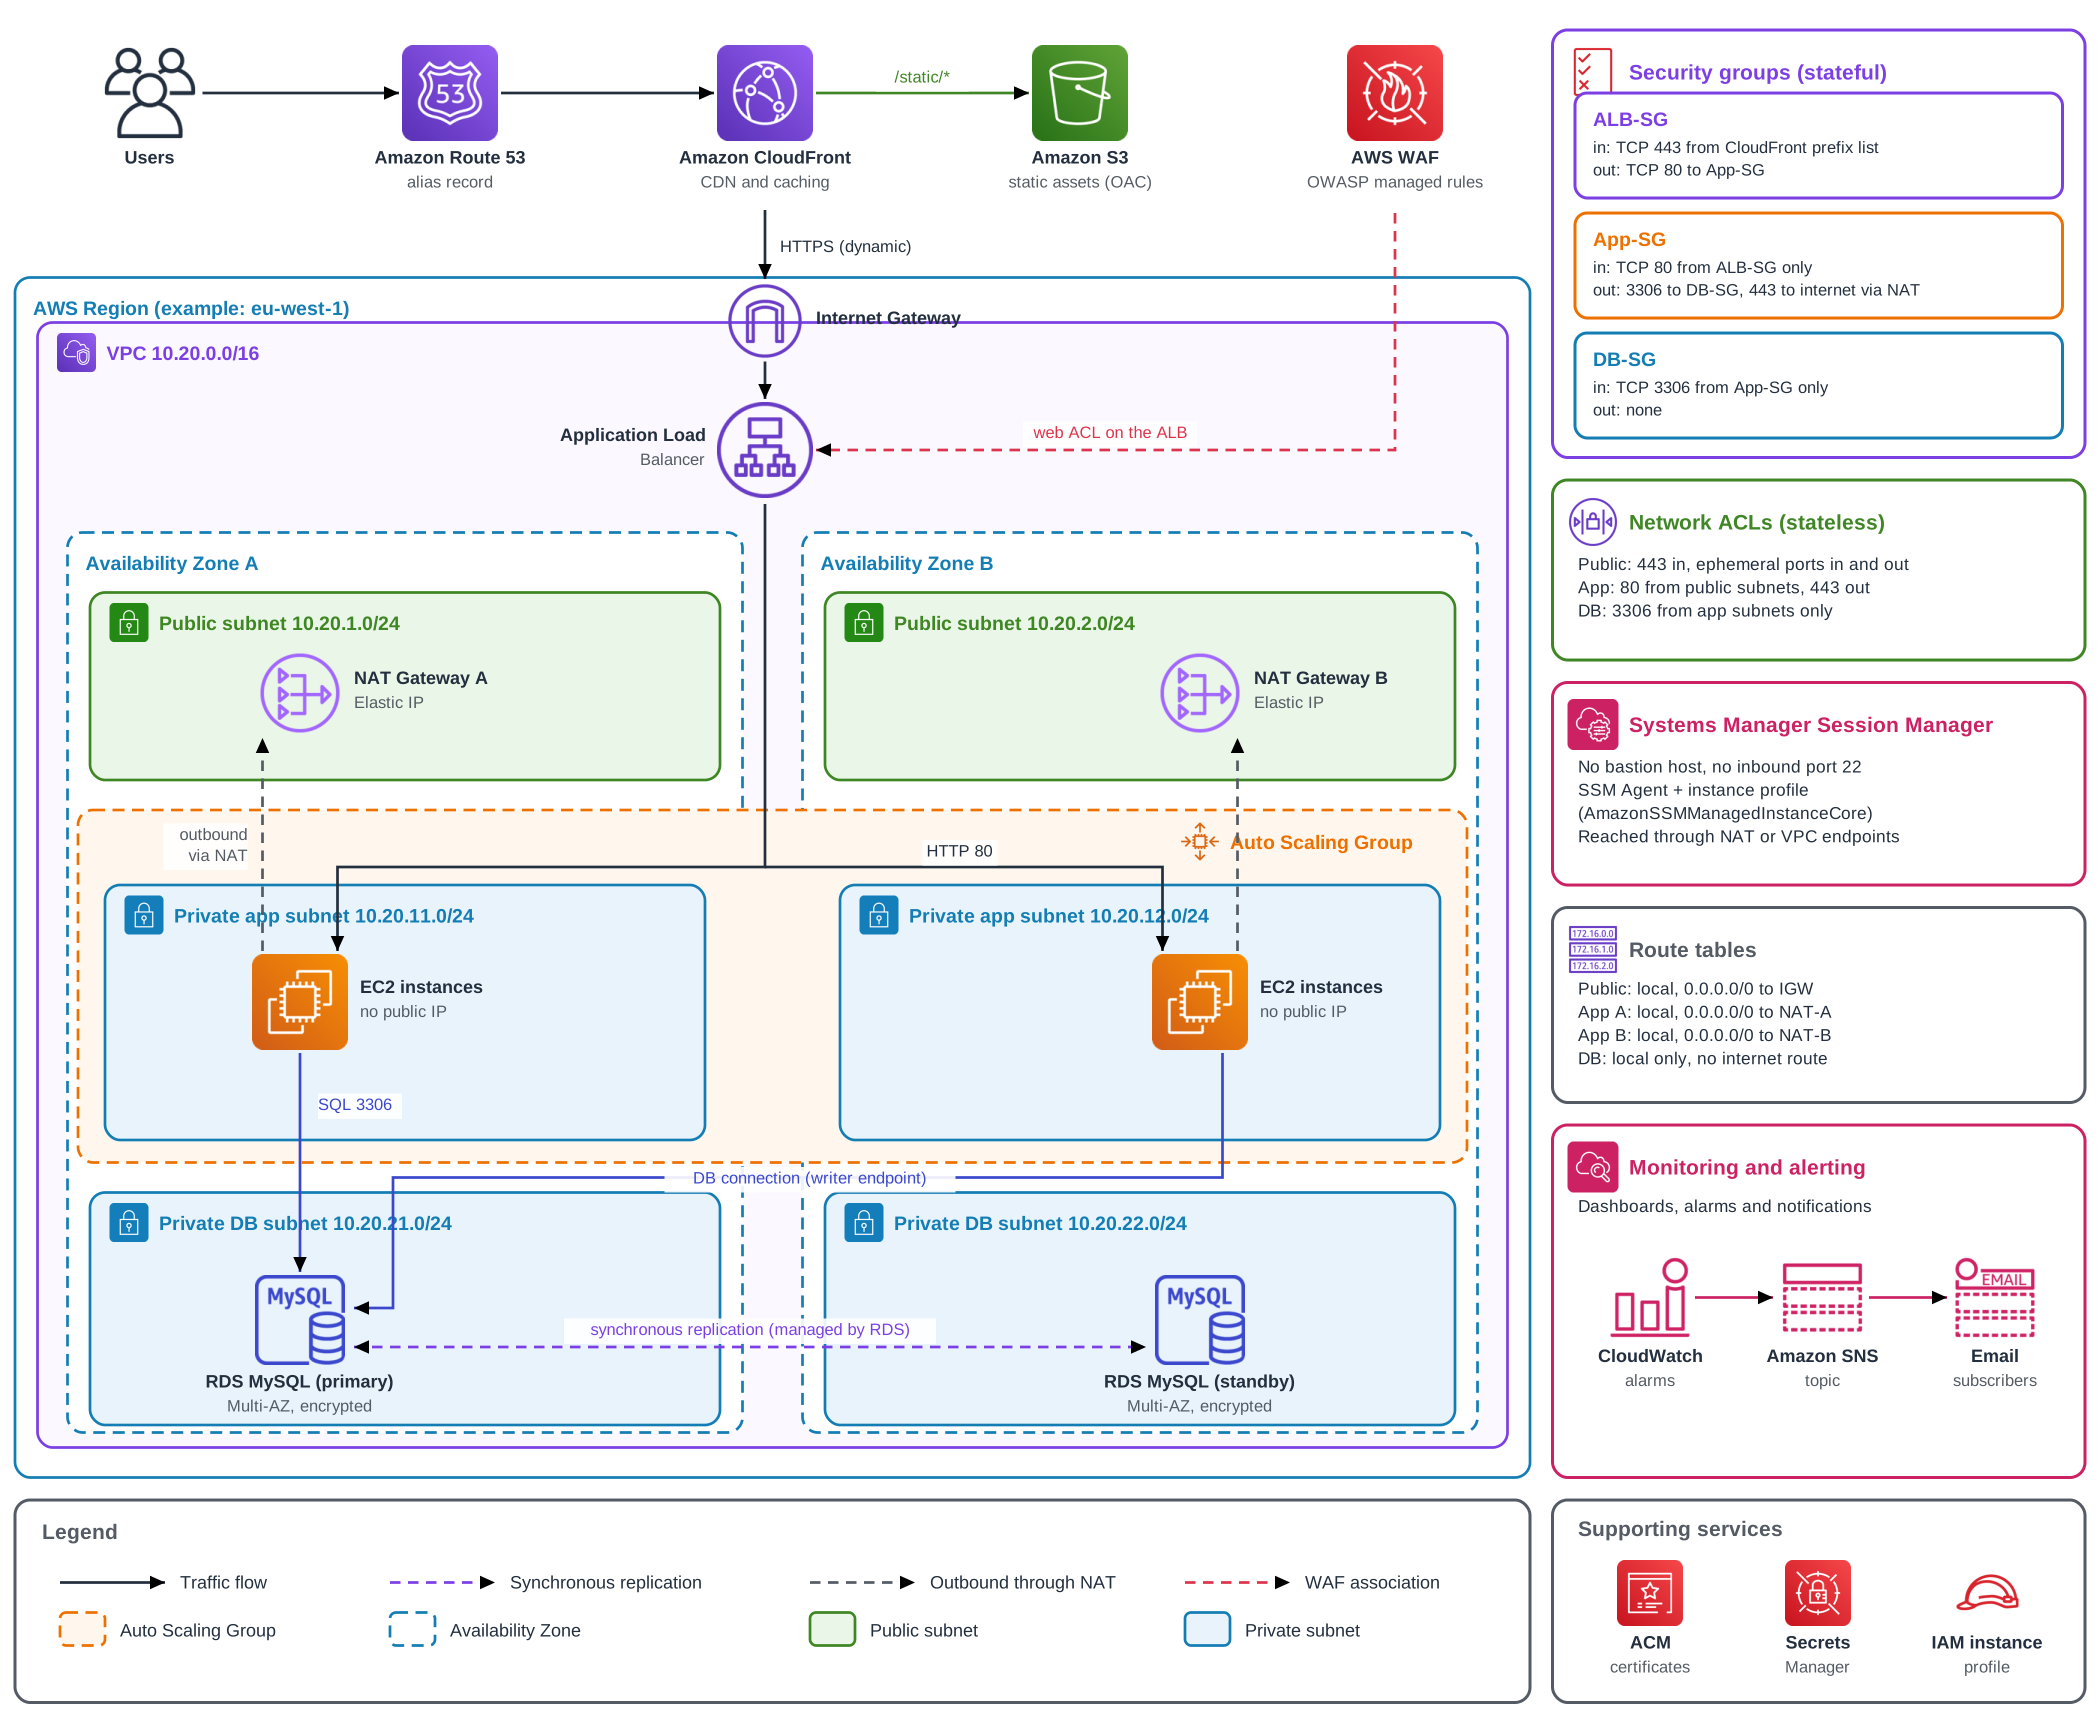 Users
53
Amazon Route 53
alias record
Amazon CloudFront
CDN and caching
/static/*
Amazon S3
static assets (OAC)
AWS WAF
OWASP managed rules
HTTPS (dynamic)
AWS Region (example: eu-west-1)
Internet Gateway
VPC 10.20.0.0/16
Application Load
Balancer
web ACL on the ALB
Availability Zone A
Availability Zone B
Public subnet 10.20.1.0/24
Public subnet 10.20.2.0/24
NAT Gateway A
Elastic IP
NAT Gateway B
Elastic IP
outbound
via NAT
HTTP 80
Auto Scaling Group
Private app subnet 10.20.11.0/24
Private app subnet 10.20.12.0/24
EC2 instances
no public IP
EC2 instances
no public IP
SQL 3306
DB connection (writer endpoint)
Private DB subnet 10.20.21.0/24
Private DB subnet 10.20.22.0/24
MySQL
MySQL
synchronous replication (managed by RDS)
RDS MySQL (primary)
Multi-AZ, encrypted
RDS MySQL (standby)
Multi-AZ, encrypted
Legend
Traffic flow
Synchronous replication
Outbound through NAT
WAF association
Auto Scaling Group
Availability Zone
Public subnet
Private subnet
Security groups (stateful)
ALB-SG
in: TCP 443 from CloudFront prefix list
out: TCP 80 to App-SG
App-SG
in: TCP 80 from ALB-SG only
out: 3306 to DB-SG, 443 to internet via NAT
DB-SG
in: TCP 3306 from App-SG only
out: none
Network ACLs (stateless)
Public: 443 in, ephemeral ports in and out
App: 80 from public subnets, 443 out
DB: 3306 from app subnets only
Systems Manager Session Manager
No bastion host, no inbound port 22
SSM Agent + instance profile
(AmazonSSMManagedInstanceCore)
Reached through NAT or VPC endpoints
172.16.0.0
172.16.1.0
172.16.2.0
Route tables
Public: local, 0.0.0.0/0 to IGW
App A: local, 0.0.0.0/0 to NAT-A
App B: local, 0.0.0.0/0 to NAT-B
DB: local only, no internet route
Monitoring and alerting
Dashboards, alarms and notifications
EMAIL
CloudWatch
alarms
Amazon SNS
topic
Email
subscribers
Supporting services
ACM
certificates
Secrets
Manager
IAM instance
profile